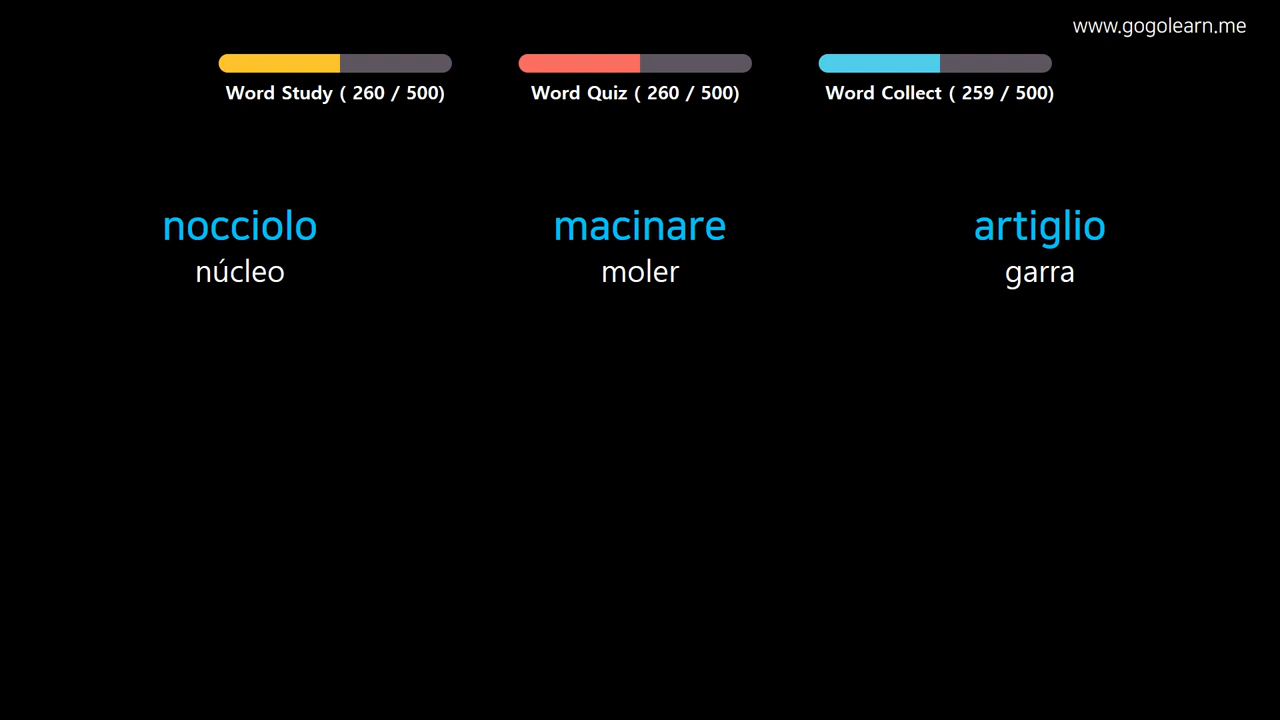 www.gogolearn.me
Word Study ( 260 / 500)
Word Quiz ( 260 / 500)
Word Collect ( 259 / 500)
nocciolo
núcleo
macinare
moler
artiglio
garra